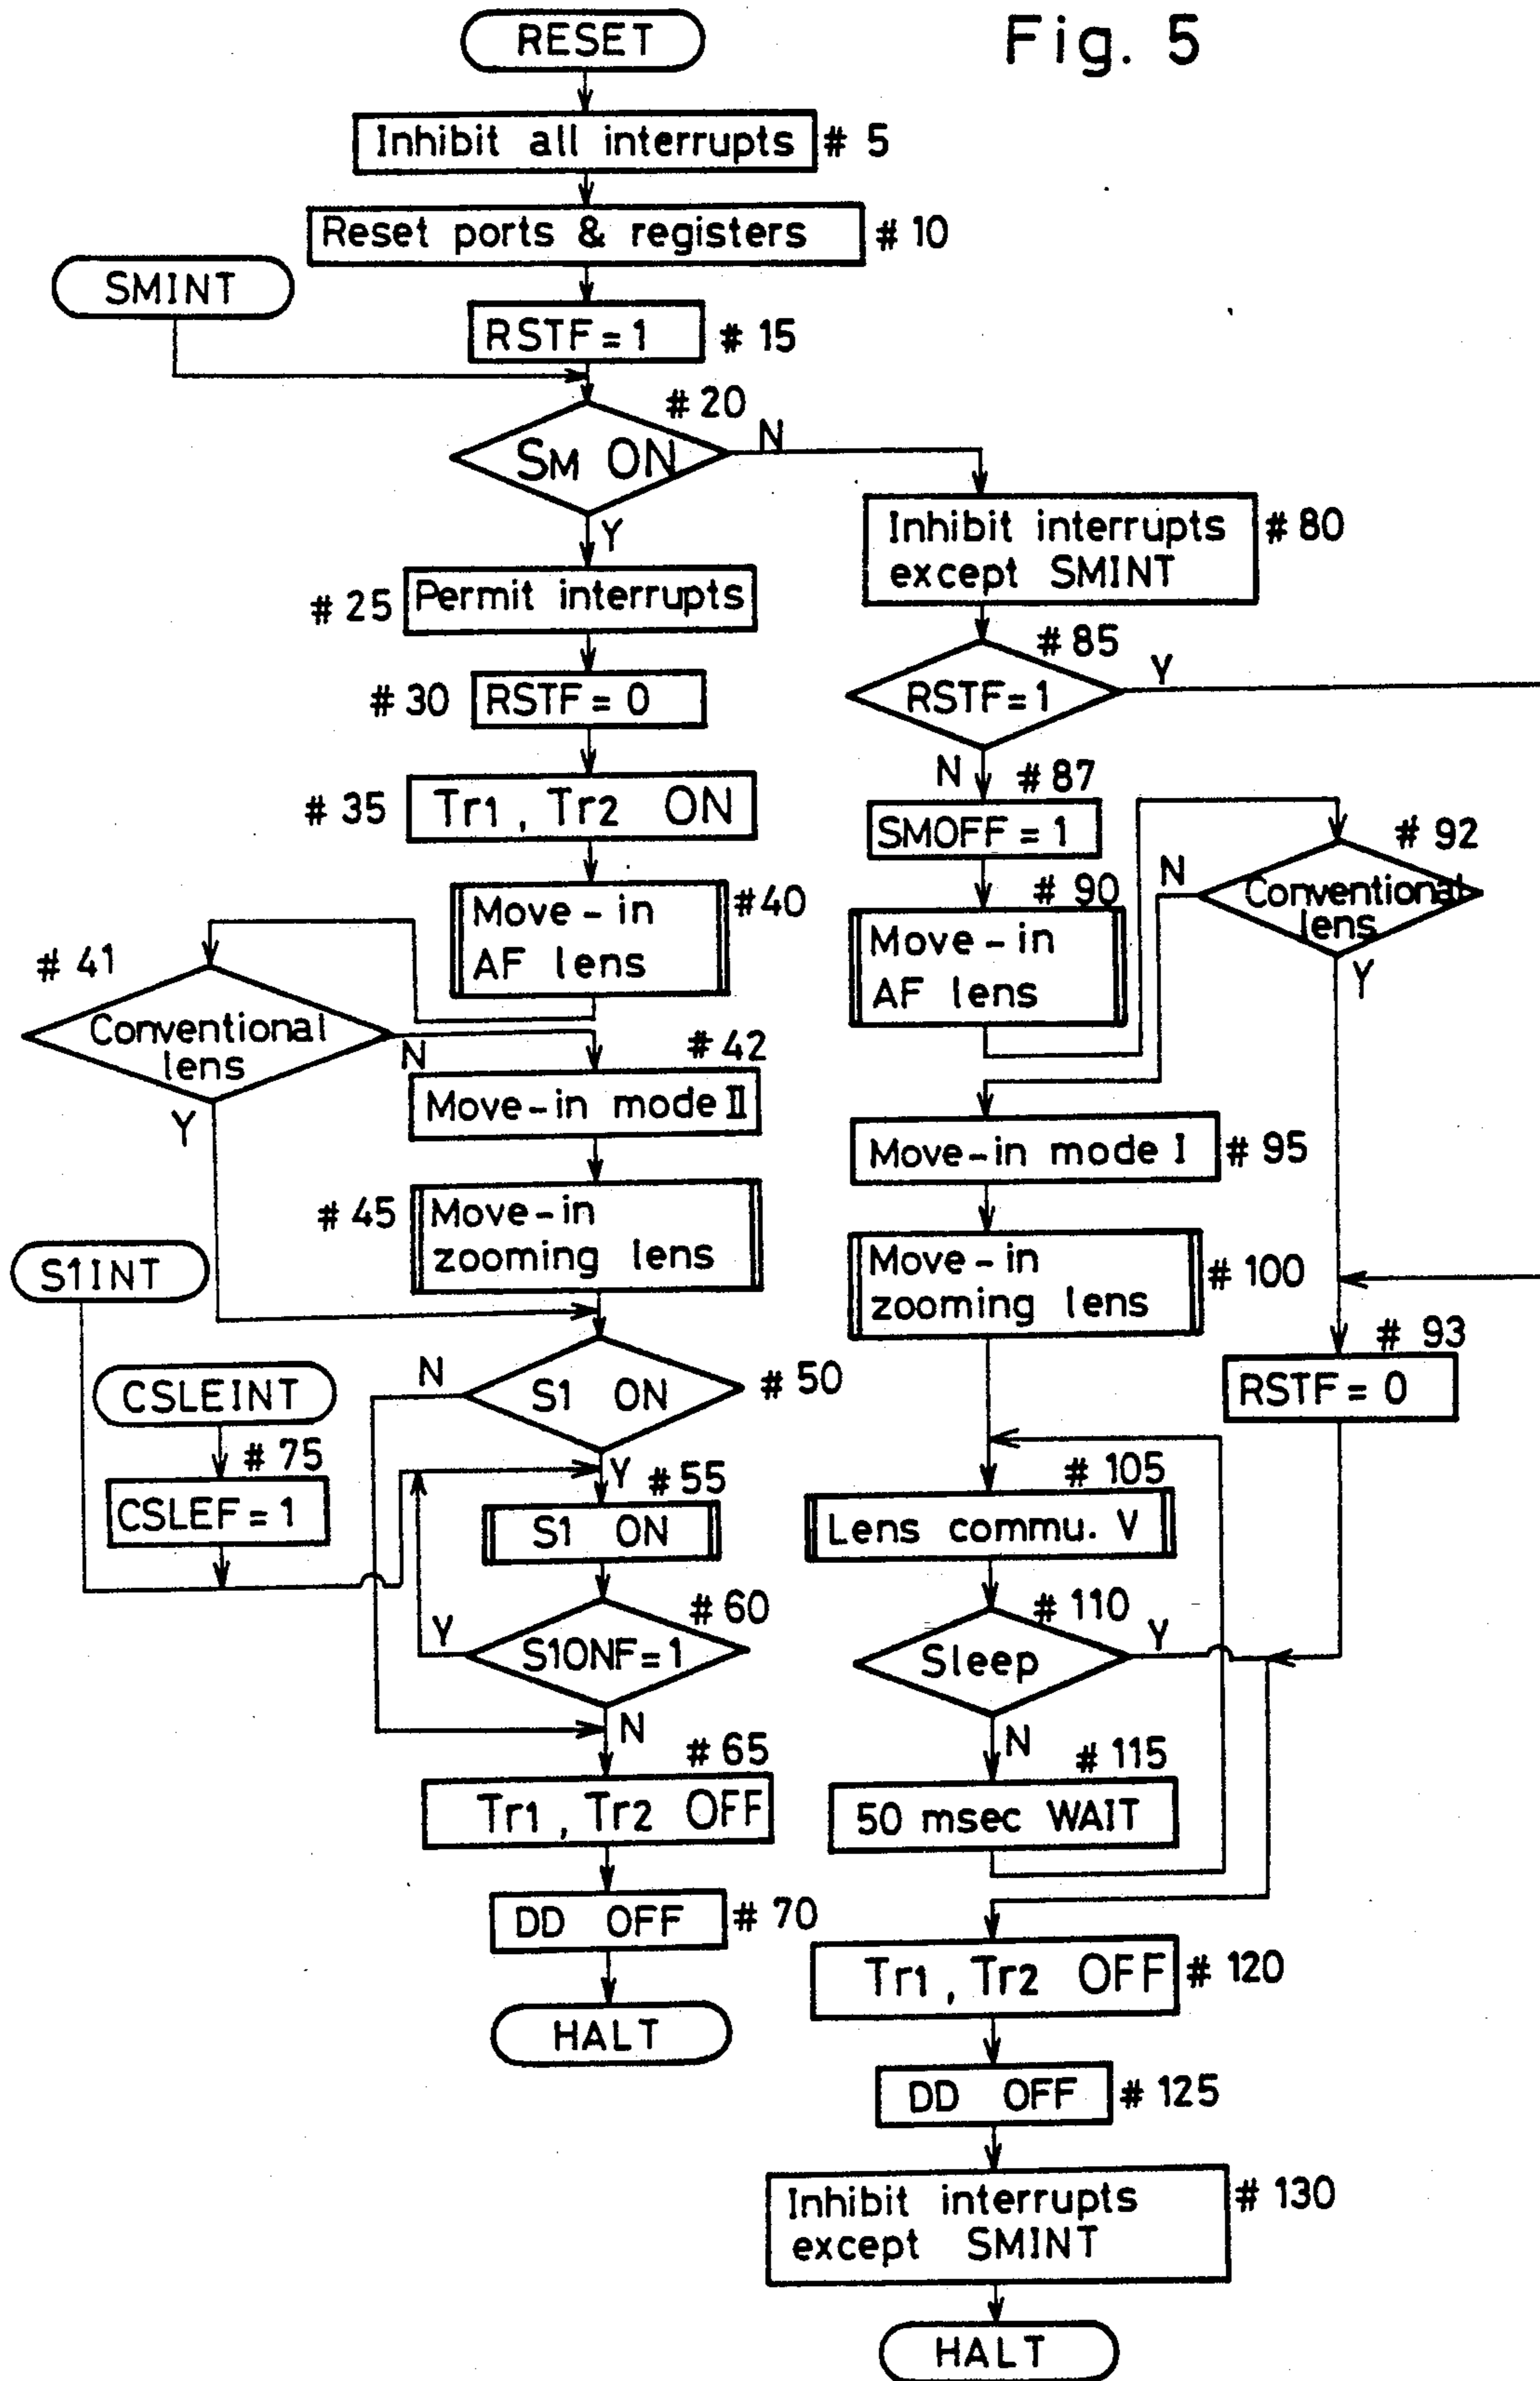 Fig. 5
RESET
Inhibit all interrupts
# 5
Reset ports & registers
# 10
SMINT
RSTF = 1
# 15
# 20
SM ON
N
Y
Inhibit interrupts
except SMINT
# 80
# 25
Permit interrupts
# 85
RSTF = 1
Y
N
# 30
RSTF = 0
# 87
SMOFF = 1
# 35
Tr1, Tr2 ON
# 92
Conventional
lens
N
Y
# 90
Move-in
AF lens
#40
Move-in
AF lens
# 41
Conventional
lens
N
Y
# 42
Move-in mode II
Move-in mode I
# 95
# 45
Move-in
zooming lens
Move-in
zooming lens
# 100
S1INT
# 93
RSTF = 0
CSLEINT
N
S1 ON
# 50
Y
# 75
CSLEF = 1
# 55
S1 ON
# 105
Lens commu. V
# 60
S1ONF = 1
Y
N
# 110
Sleep
Y
N
# 65
Tr1, Tr2 OFF
# 115
50 msec WAIT
DD OFF
# 70
HALT
Tr1, Tr2 OFF
# 120
DD OFF
# 125
Inhibit interrupts
except SMINT
# 130
HALT